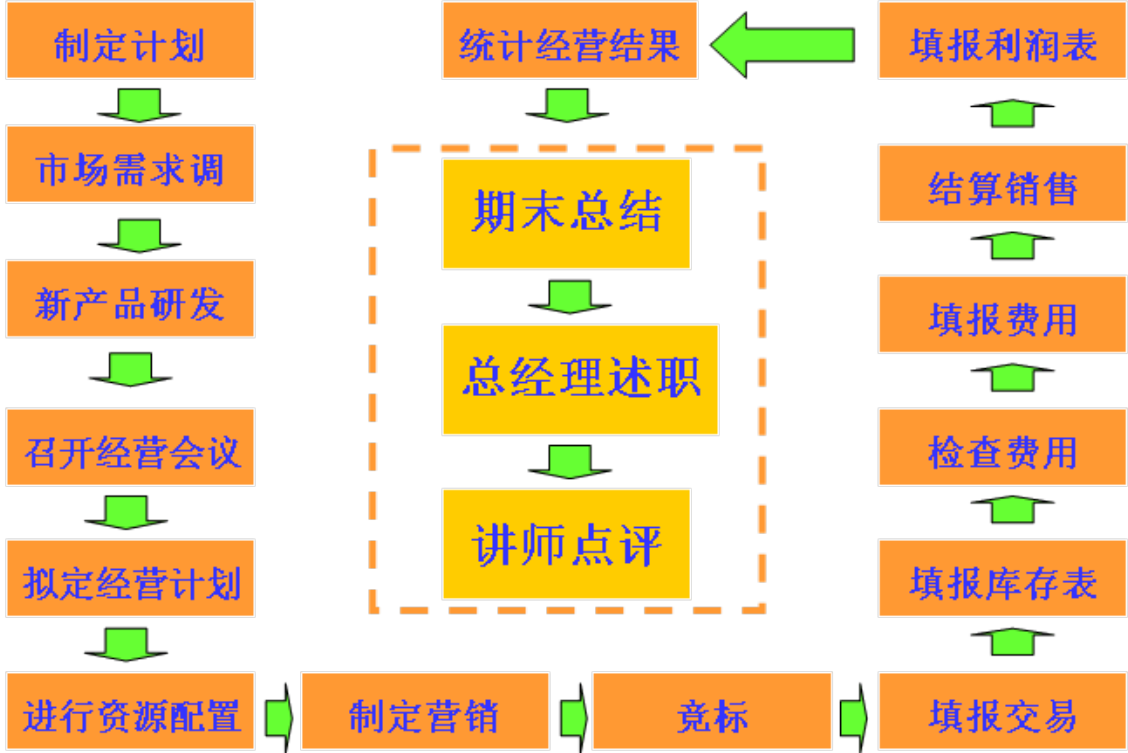 制定计划
市场需求调
新产品研发
召开经营会议
拟定经营计划
进行资源配置
制定营销
竞标
填报交易
填报库存表
检查费用
填报费用
结算销售
填报利润表
统计经营结果
期末总结
总经理述职
讲师点评